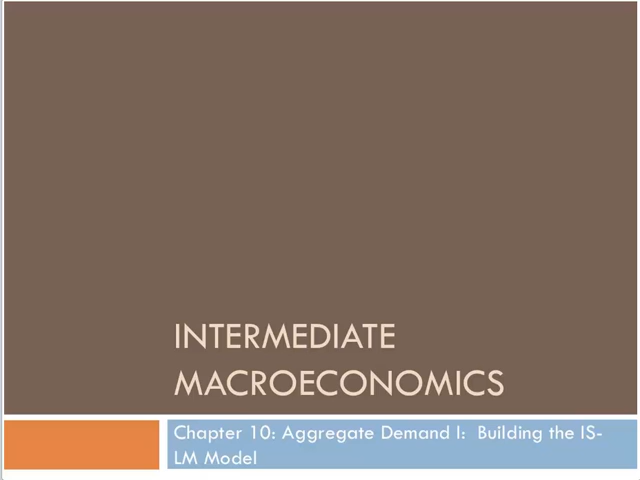 INTERMEDIATE
MACROECONOMICS
Chapter 10: Aggregate Demand I:  Building the IS-
LM Model